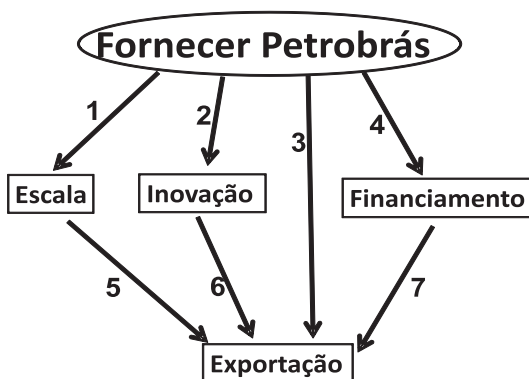 Fornecer Petrobrás
1
2
3
4
Escala
Inovação
Financiamento
5
6
7
Exportação